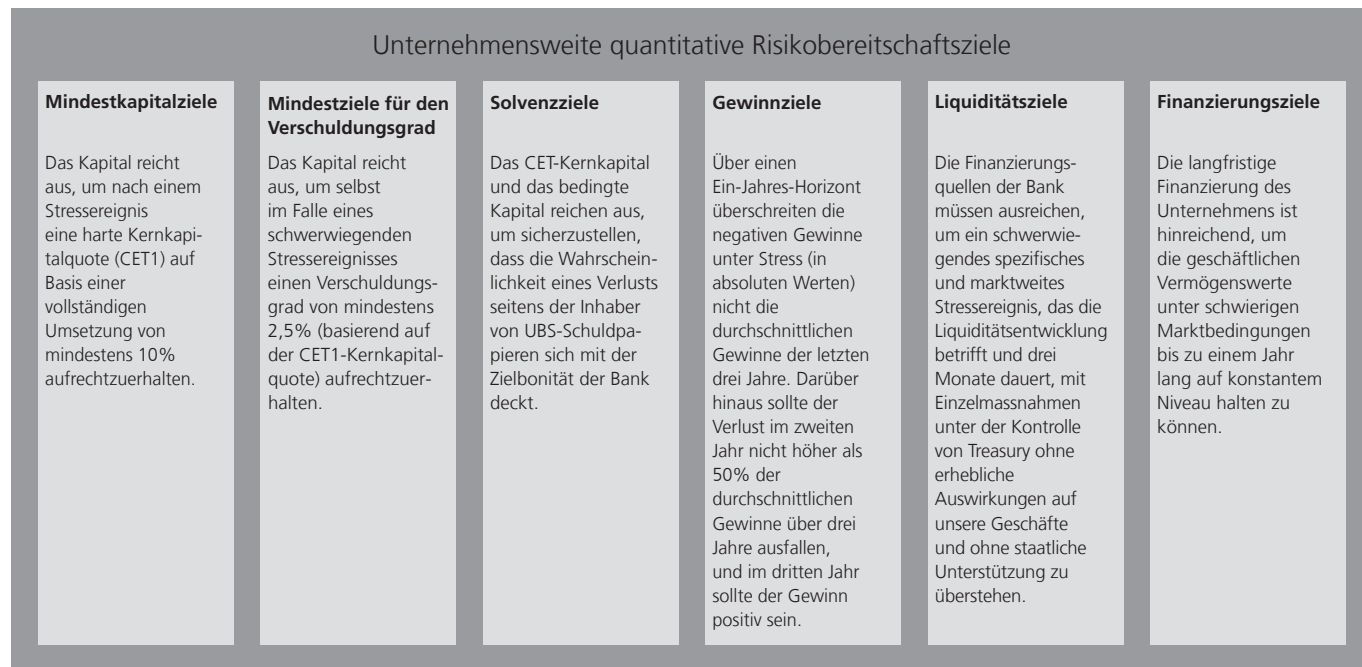 Unternehmensweite quantitative Risikobereitschaftsziele
Mindestkapitalziele
Das Kapital reicht
aus, um nach einem
Stressereignis
eine harte Kernkapi-
talquote (CET1) auf
Basis einer
vollständigen
Umsetzung von
mindestens 10%
aufrechtzuerhalten.
Mindestziele für den
Verschuldungsgrad
Das Kapital reicht
aus, um selbst
im Falle eines
schwerwiegenden
Stressereignisses
einen Verschuldungs-
grad von mindestens
2,5% (basierend auf
der CET1-Kernkapital-
quote) aufrechtzuer-
halten.
Solvenzziele
Das CET-Kernkapital
und das bedingte
Kapital reichen aus,
um sicherzustellen,
dass die Wahrschein-
lichkeit eines Verlusts
seitens der Inhaber
von UBS-Schuldpa-
pieren sich mit der
Zielbonität der Bank
deckt.
Gewinnziele
Über einen
Ein-Jahres-Horizont
überschreiten die
negativen Gewinne
unter Stress (in
absoluten Werten)
nicht die
durchschnittlichen
Gewinne der letzten
drei Jahre. Darüber
hinaus sollte der
Verlust im zweiten
Jahr nicht höher als
50% der
durchschnittlichen
Gewinne über drei
Jahre ausfallen,
und im dritten Jahr
sollte der Gewinn
positiv sein.
Liquiditätsziele
Die Finanzierungs-
quellen der Bank
müssen ausreichen,
um ein schwerwie-
gendes spezifisches
und marktweites
Stressereignis, das die
Liquiditätsentwicklung
betrifft und drei
Monate dauert, mit
Einzelmassnahmen
unter der Kontrolle
von Treasury ohne
erhebliche
Auswirkungen auf
unsere Geschäfte
und ohne staatliche
Unterstützung zu
überstehen.
Finanzierungsziele
Die langfristige
Finanzierung des
Unternehmens ist
hinreichend, um
die geschäftlichen
Vermögenswerte
unter schwierigen
Marktbedingungen
bis zu einem Jahr
lang auf konstantem
Niveau halten zu
können.